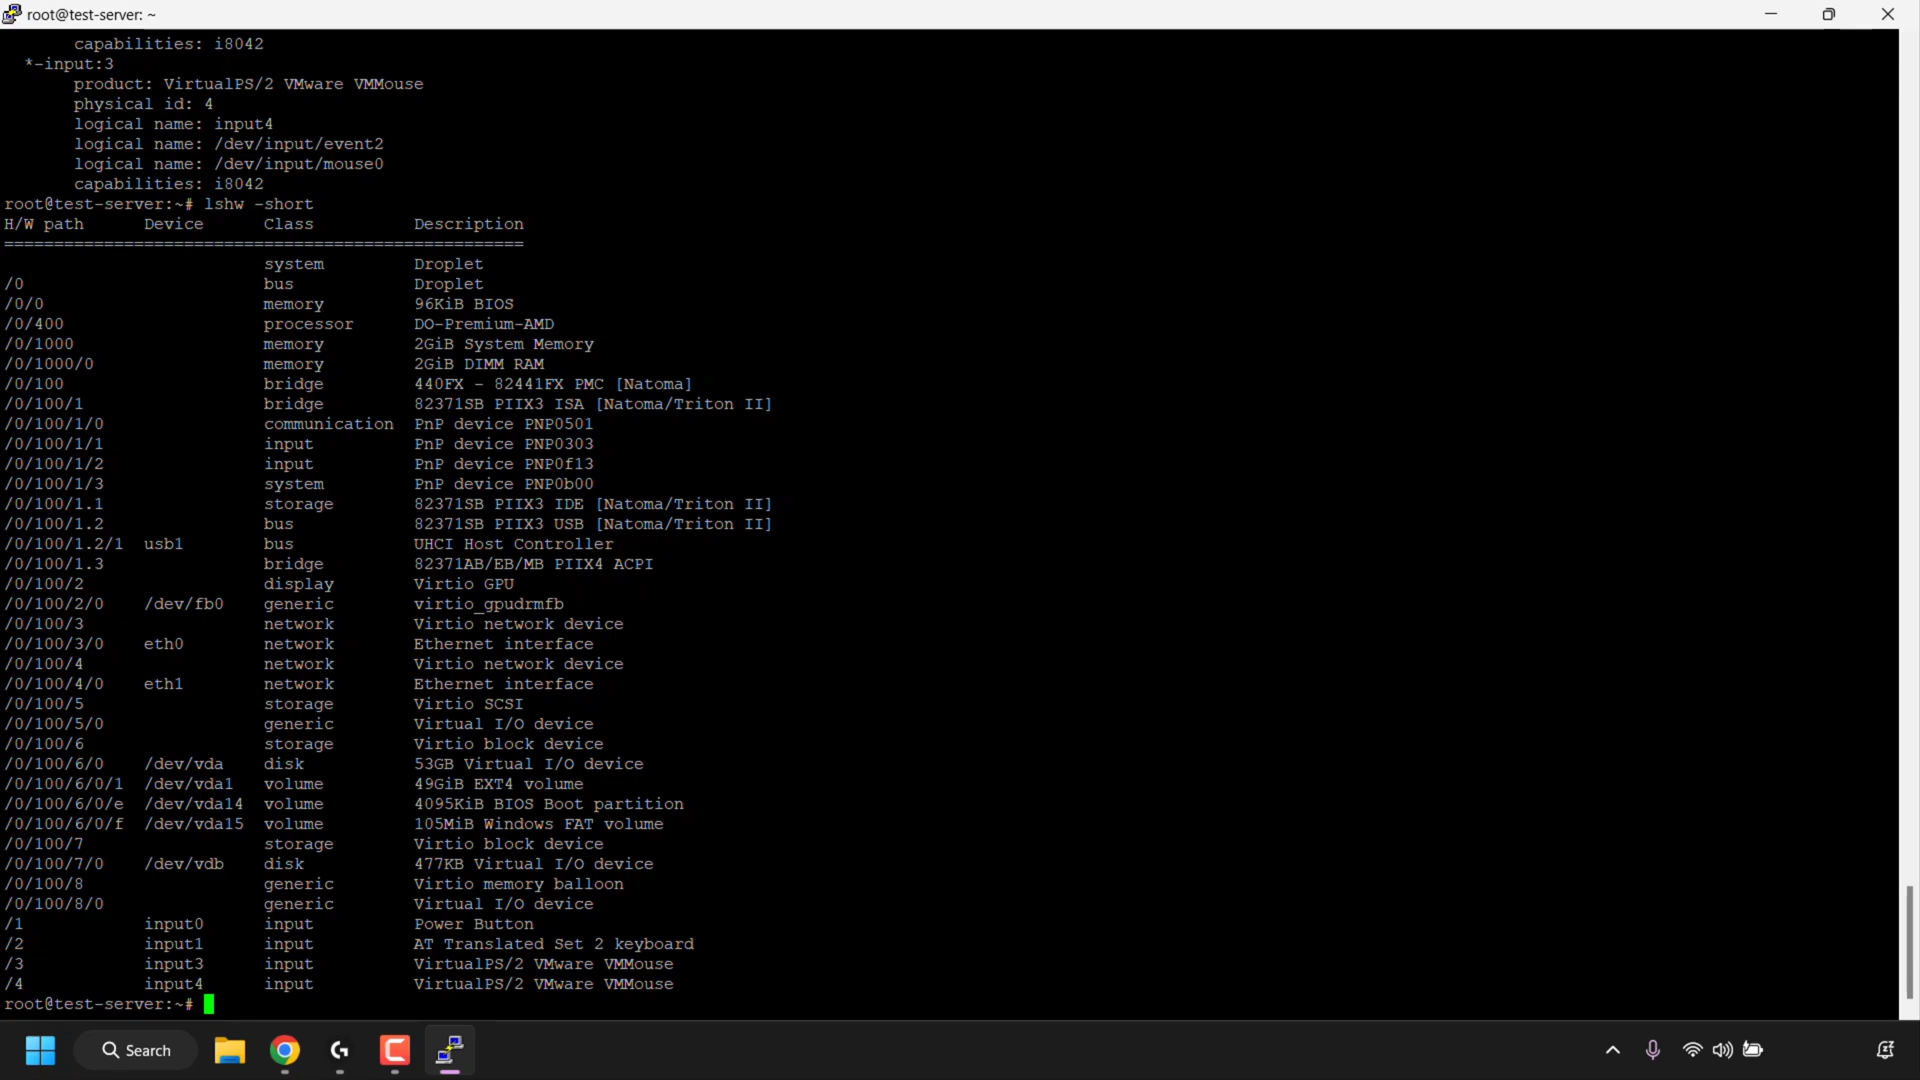 root@test-server: ~
capabilities: i8042
*-input:3
product: VirtualPS/2 VMware VMMouse
physical id: 4
logical name: input4
logical name: /dev/input/event2
logical name: /dev/input/mouse0
capabilities: i8042
root@test-server:~# lshw -short
H/W path      Device      Class          Description
====================================================
system         Droplet
/0      bus            Droplet
/0/0      memory         96KiB BIOS
/0/400      processor      DO-Premium-AMD
/0/1000      memory         2GiB System Memory
/0/1000/0      memory         2GiB DIMM RAM
/0/100      bridge         440FX - 82441FX PMC [Natoma]
/0/100/1      bridge         82371SB PIIX3 ISA [Natoma/Triton II]
/0/100/1/0      communication  PnP device PNP0501
/0/100/1/1      input          PnP device PNP0303
/0/100/1/2      input          PnP device PNP0f13
/0/100/1/3      system         PnP device PNP0b00
/0/100/1.1      storage        82371SB PIIX3 IDE [Natoma/Triton II]
/0/100/1.2      bus            82371SB PIIX3 USB [Natoma/Triton II]
/0/100/1.2/1  usb1        bus            UHCI Host Controller
/0/100/1.3      bridge         82371AB/EB/MB PIIX4 ACPI
/0/100/2      display        Virtio GPU
/0/100/2/0    /dev/fb0    generic        virtio_gpudrmfb
/0/100/3      network        Virtio network device
/0/100/3/0    eth0        network        Ethernet interface
/0/100/4      network        Virtio network device
/0/100/4/0    eth1        network        Ethernet interface
/0/100/5      storage        Virtio SCSI
/0/100/5/0      generic        Virtual I/O device
/0/100/6      storage        Virtio block device
/0/100/6/0    /dev/vda    disk           53GB Virtual I/O device
/0/100/6/0/1  /dev/vda1   volume         49GiB EXT4 volume
/0/100/6/0/e  /dev/vda14  volume         4095KiB BIOS Boot partition
/0/100/6/0/f  /dev/vda15  volume         105MiB Windows FAT volume
/0/100/7      storage        Virtio block device
/0/100/7/0    /dev/vdb    disk           477KB Virtual I/O device
/0/100/8      generic        Virtio memory balloon
/0/100/8/0      generic        Virtual I/O device
/1            input0      input          Power Button
/2            input1      input          AT Translated Set 2 keyboard
/3            input3      input          VirtualPS/2 VMware VMMouse
/4            input4      input          VirtualPS/2 VMware VMMouse
root@test-server:~#
Search